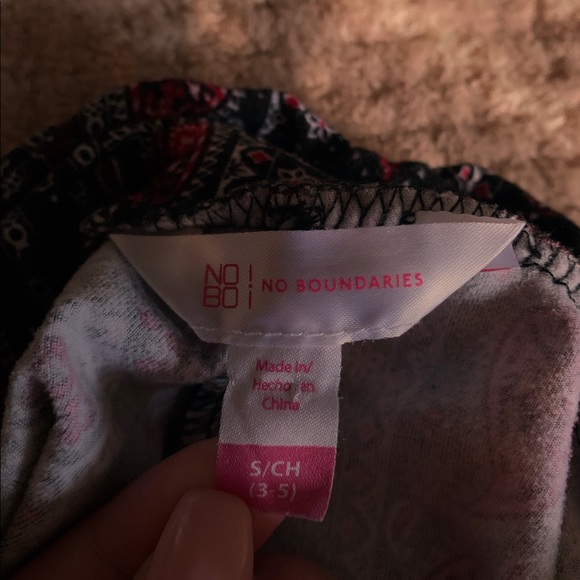 NO!
BO¡
NO BOUNDARIES
Made in/
Hecho en
China
S/CH
(3-5)